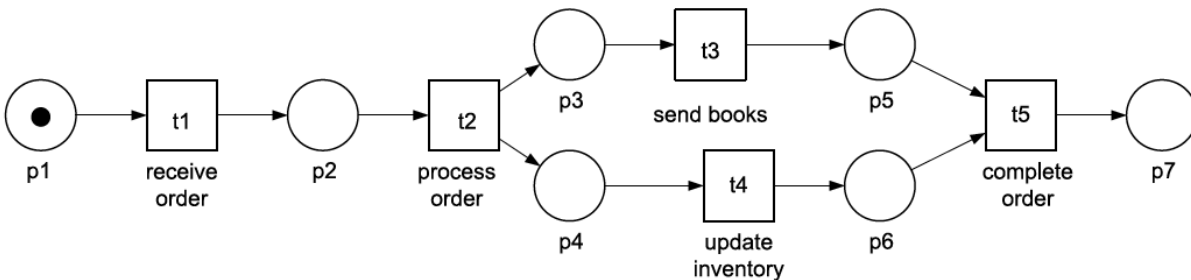 p1
t1
receive
order
p2
t2
process
order
p3
t3
send books
p5
p4
t4
update
inventory
p6
t5
complete
order
p7